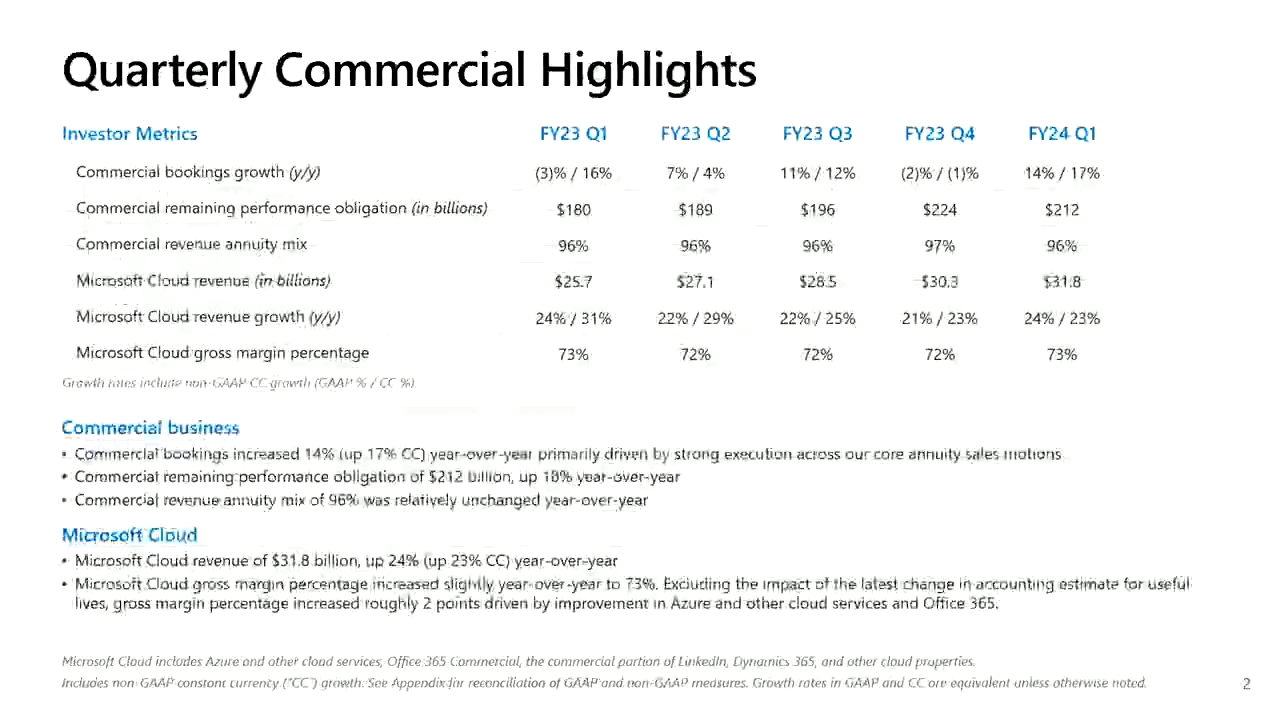 Quarterly Commercial Highlights
Investor Metrics FY23 Q1 FY23 Q2 FY23 Q3 FY23 Q4 FY24 Q1
Commercial bookings growth (y/y) (3)% / 16% 7% / 4% 11% / 12% (2)% / (1)% 14% / 17%
Commercial remaining performance obligation (in billions) $180 $189 $196 $224 $212
Commercial revenue annuity mix 96% 96% 96% 97% 96%
Microsoft Cloud revenue (in billions) $25.7 $27.1 $28.5 $30.3 $31.8
Microsoft Cloud revenue growth (y/y) 24% / 31% 22% / 29% 22% / 25% 21% / 23% 24% / 23%
Microsoft Cloud gross margin percentage 73% 72% 72% 72% 73%
Growth rates include non-GAAP CC growth (GAAP % / CC %).
Commercial business
• Commercial bookings increased 14% (up 17% CC) year-over-year primarily driven by strong execution across our core annuity sales motions
• Commercial remaining performance obligation of $212 billion, up 18% year-over-year
• Commercial revenue annuity mix of 96% was relatively unchanged year-over-year
Microsoft Cloud
• Microsoft Cloud revenue of $31.8 billion, up 24% (up 23% CC) year-over-year
• Microsoft Cloud gross margin percentage increased slightly year-over-year to 73%. Excluding the impact of the latest change in accounting estimate for useful
lives, gross margin percentage increased roughly 2 points driven by improvement in Azure and other cloud services and Office 365.
Microsoft Cloud includes Azure and other cloud services, Office 365 Commercial, the commercial portion of LinkedIn, Dynamics 365, and other cloud properties.
Includes non-GAAP constant currency ("CC") growth. See Appendix for reconciliation of GAAP and non-GAAP measures. Growth rates in GAAP and CC are equivalent unless otherwise noted.
2